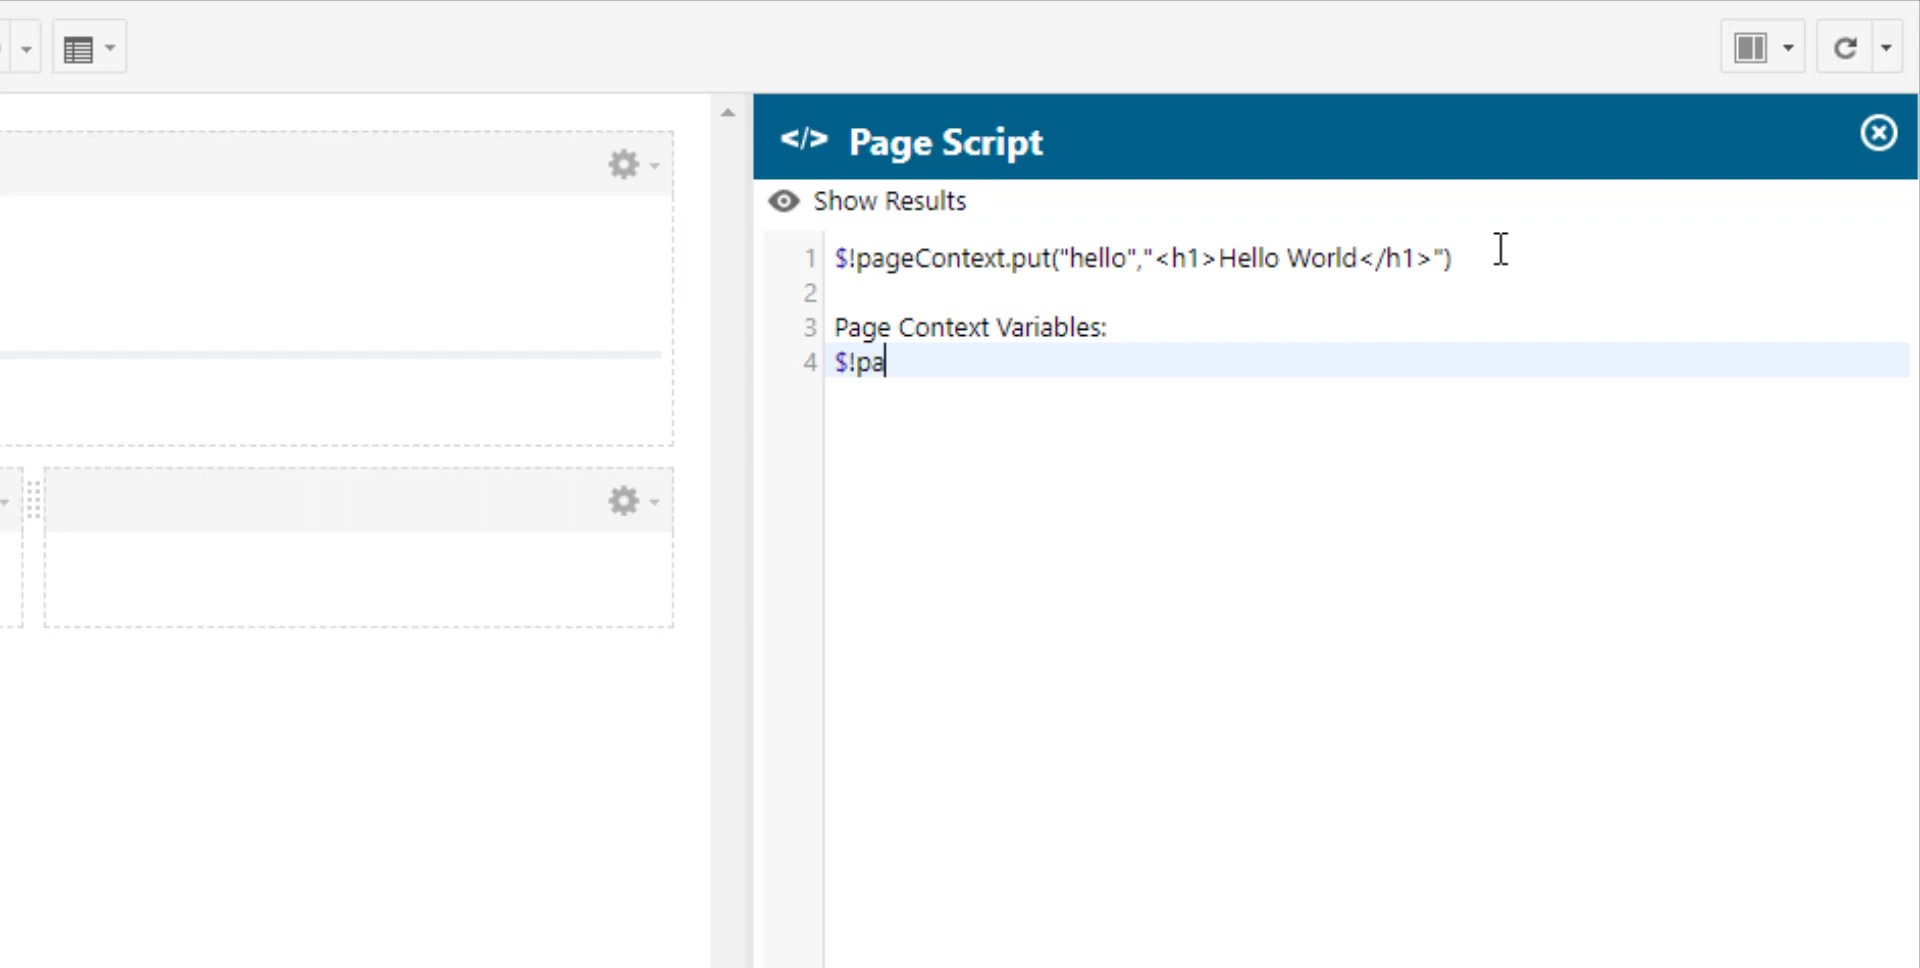 </> Page Script
Show Results
1 $!pageContext.put("hello","<h1>Hello World</h1>")
2
3 Page Context Variables:
4 $!pa